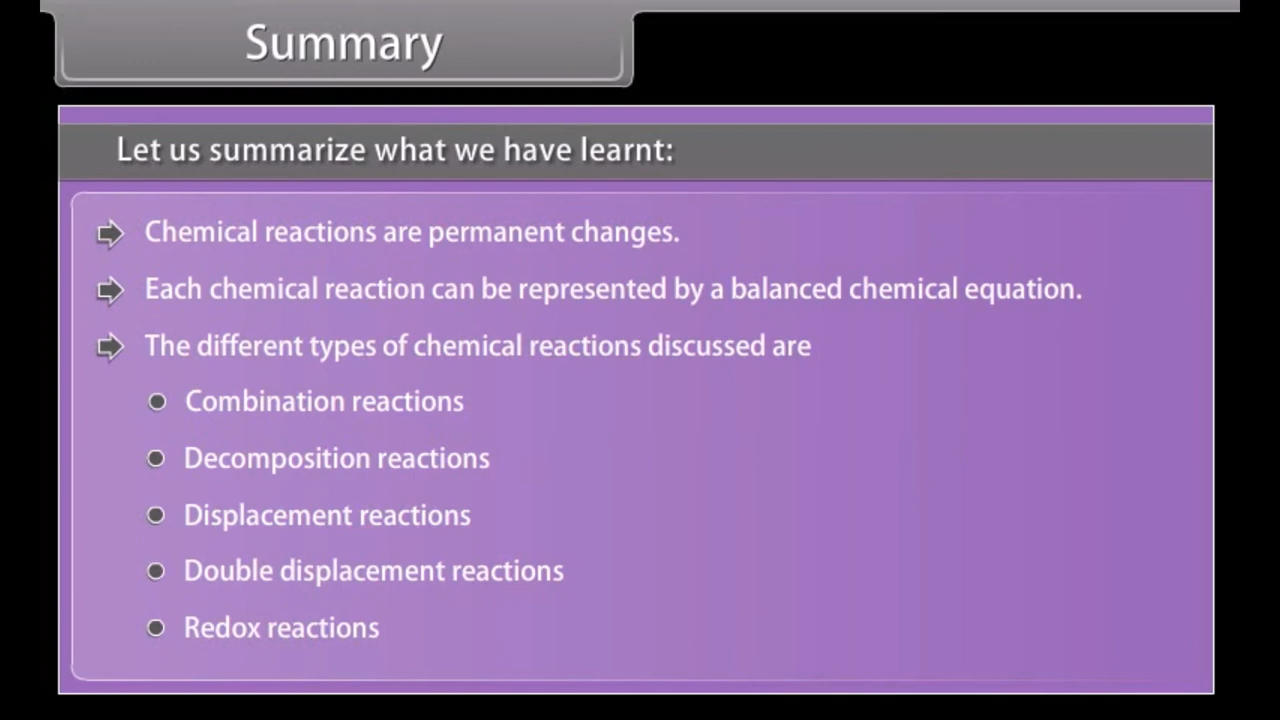 Summary
Let us summarize what we have learnt:
Chemical reactions are permanent changes.
Each chemical reaction can be represented by a balanced chemical equation.
The different types of chemical reactions discussed are
Combination reactions
Decomposition reactions
Displacement reactions
Double displacement reactions
Redox reactions